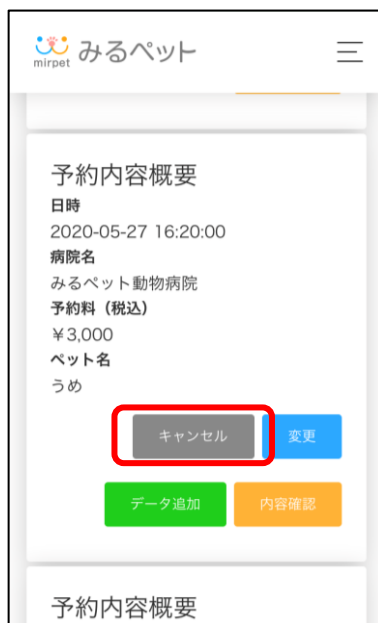 mirpet みるペット
予約内容概要
日時
2020-05-27 16:20:00
病院名
みるペット動物病院
予約料（税込）
￥3,000
ペット名
うめ
キャンセル 変更
データ追加 内容確認
予約内容概要